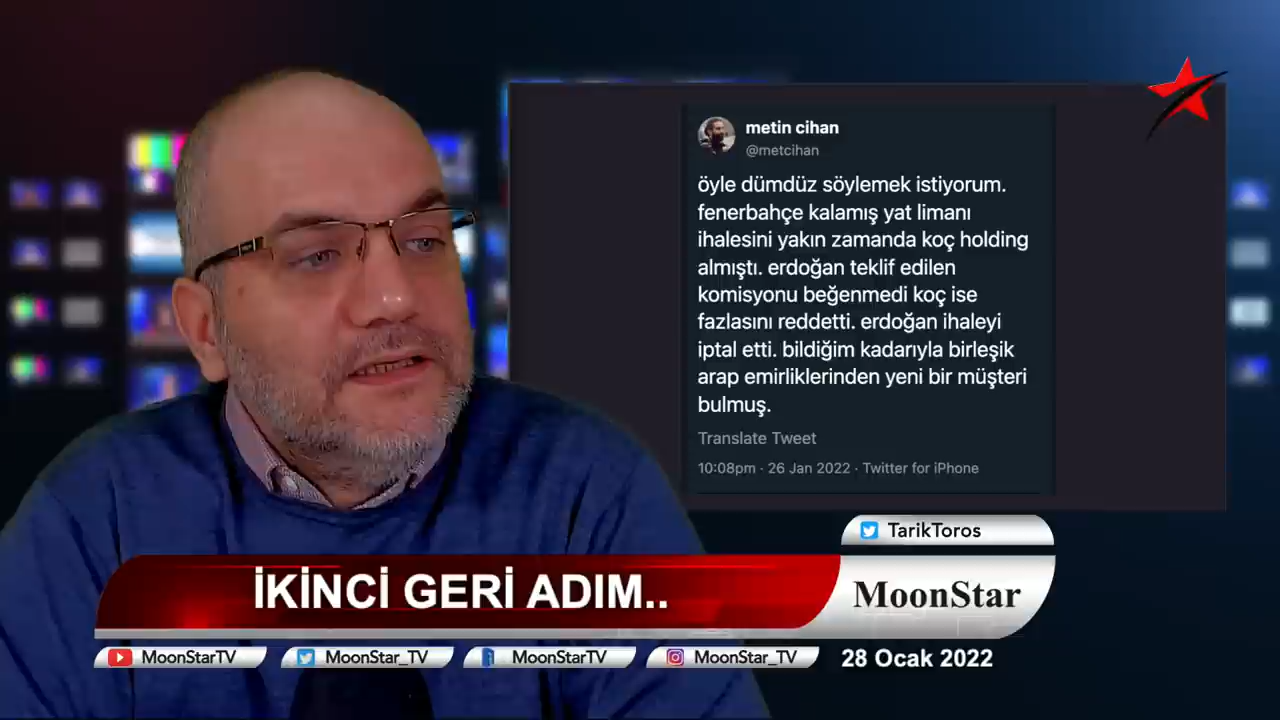 metin cihan
@metcihan
öyle dümdüz söylemek istiyorum.
fenerbahçe kalamış yat limanı
ihalesini yakın zamanda koç holding
almıştı. erdoğan teklif edilen
komisyonu beğenmedi koç ise
fazlasını reddetti. erdoğan ihaleyi
iptal etti. bildiğim kadarıyla birleşik
arap emirliklerinden yeni bir müşteri
bulmuş.
Translate Tweet
10:08pm · 26 Jan 2022 · Twitter for iPhone
TarikToros
İKİNCİ GERİ ADIM..
MoonStar
MoonStarTV
MoonStar_TV
MoonStarTV
MoonStar_TV
28 Ocak 2022